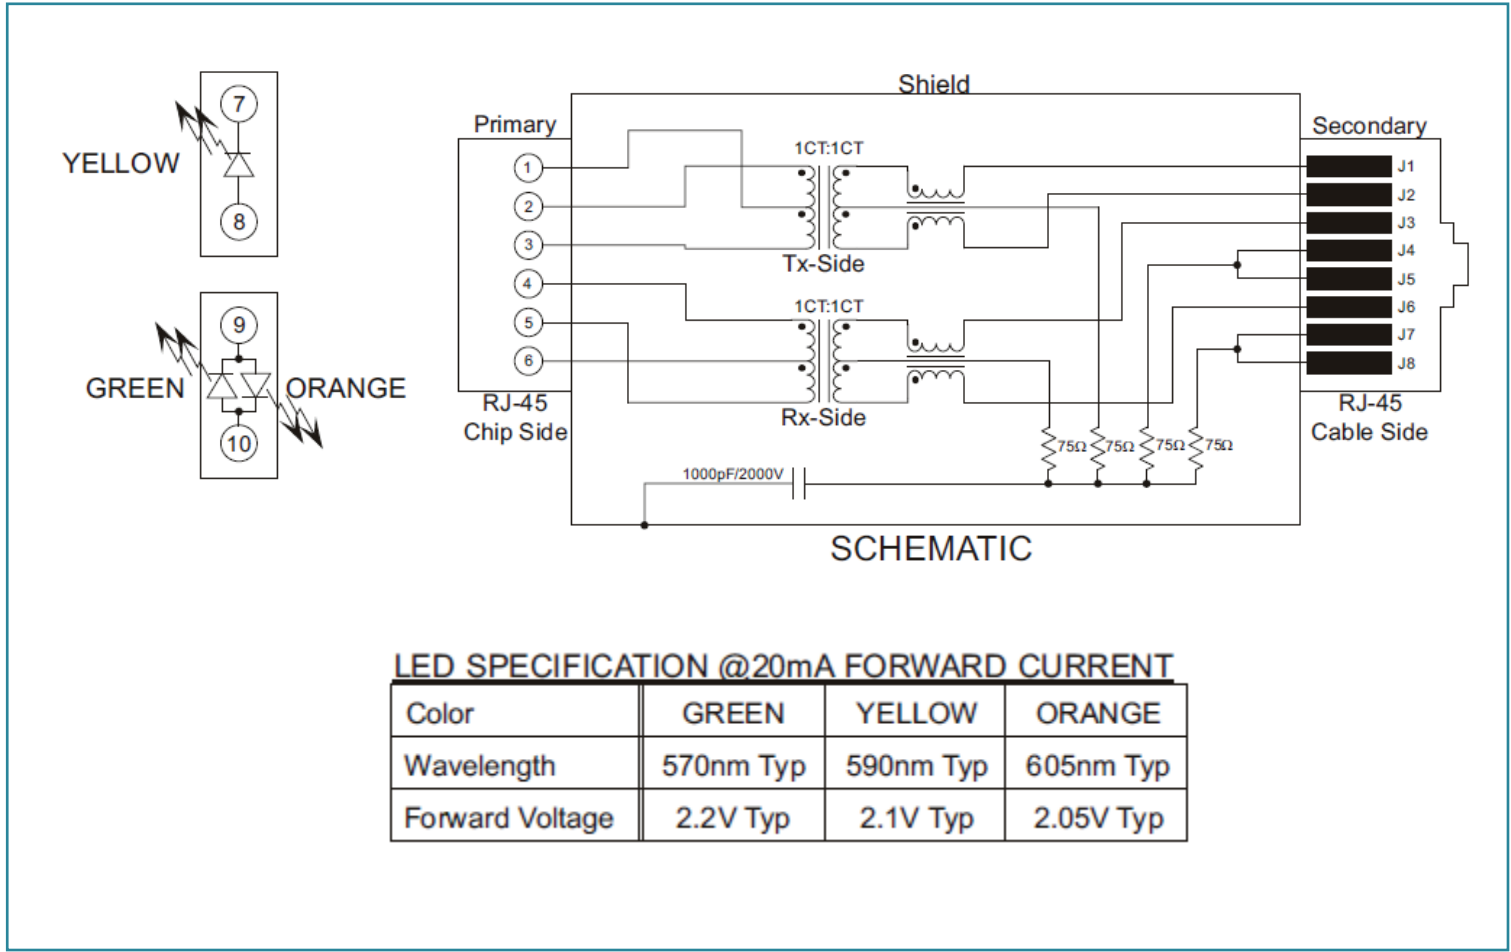 7
YELLOW
8
9
GREEN ORANGE
10
Shield
Primary
Secondary
1
2
3
4
5
6
1CT:1CT
Tx-Side
1CT:1CT
Rx-Side
J1
J2
J3
J4
J5
J6
J7
J8
RJ-45
Chip Side
RJ-45
Cable Side
75Ω 75Ω 75Ω 75Ω
1000pF/2000V
SCHEMATIC
LED SPECIFICATION @20mA FORWARD CURRENT
Color GREEN YELLOW ORANGE
Wavelength 570nm Typ 590nm Typ 605nm Typ
Forward Voltage 2.2V Typ 2.1V Typ 2.05V Typ